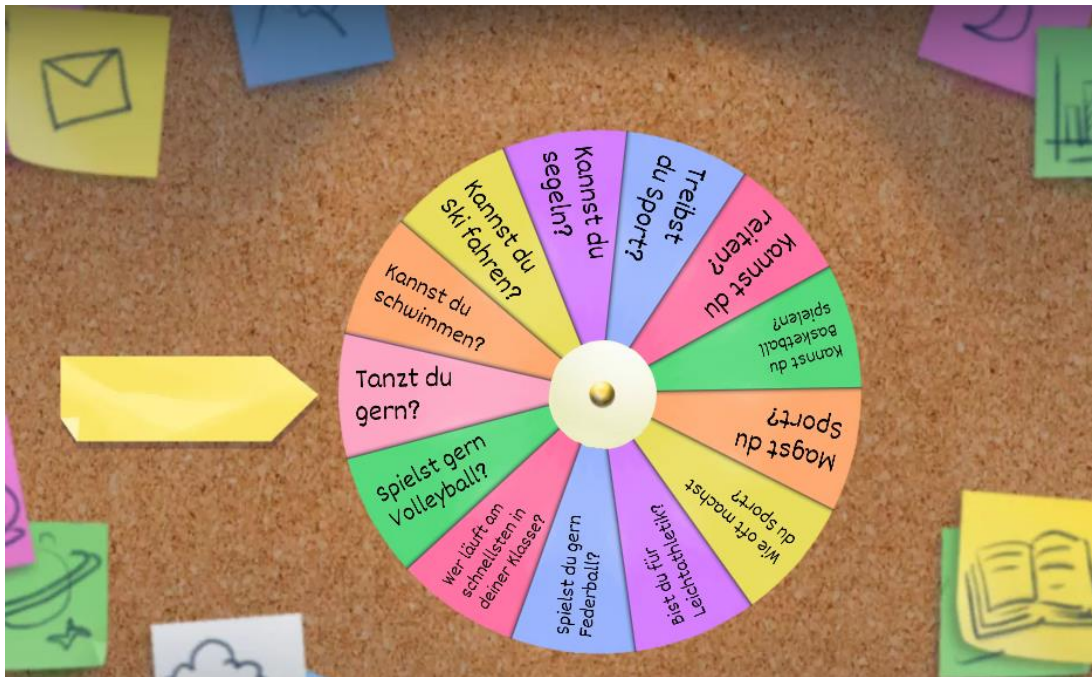 Kannst du
segeln?
Treibst
du Sport?
Kannst du
reiten?
Kannst du
Basketball
spielen?
Magst du
Sport?
Wie oft machst
du sport?
Bist du für
Leichtachletik?
spielst du gern
Federball?
Wer läuft am
schnellsten in
deiner Klasse?
spielst gern
Volleyball?
Tanzt du
gern?
Kannst du
schwimmen?
Kannst du
ski fahren?